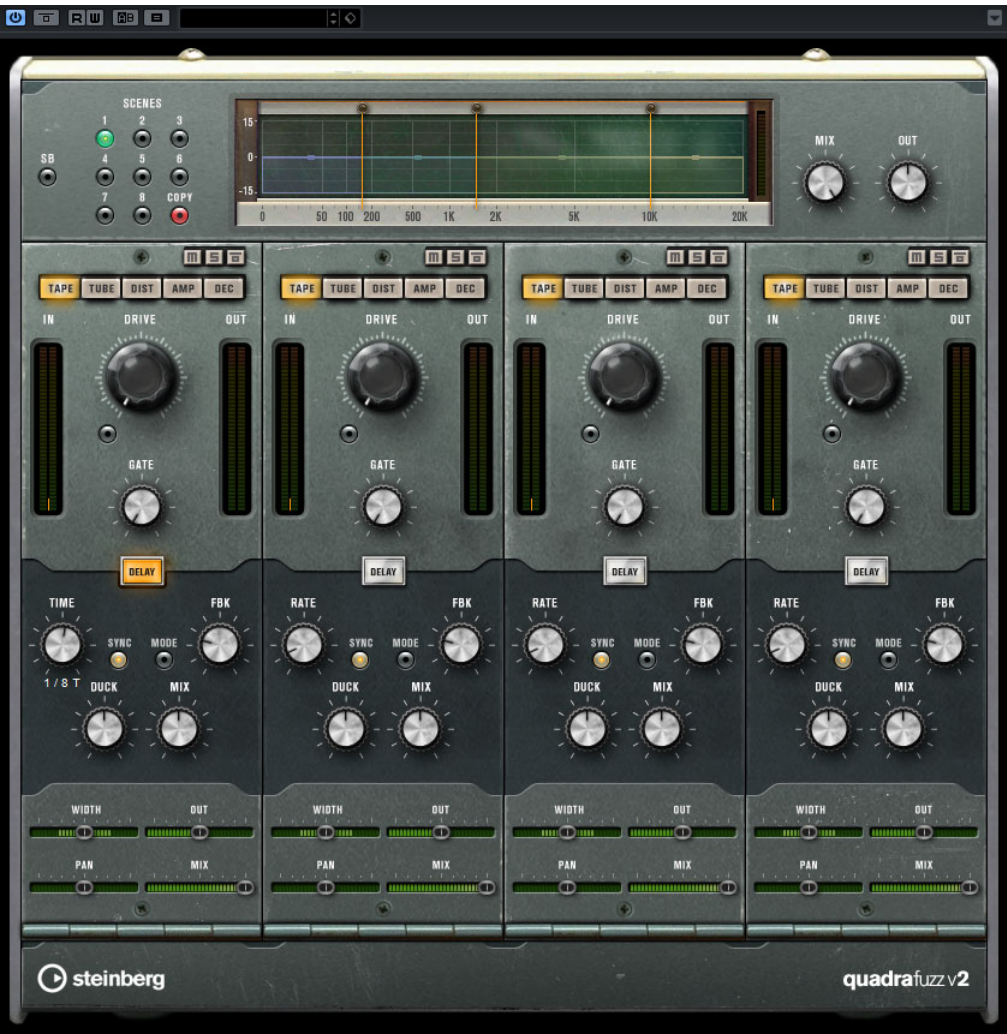 R W AB
SCENES
1 2 3
SB 4 5 6
7 8 COPY
15
0
-15
0 50 100 200 500 1K 2K 5K 10K 20K
MIX OUT
M S M S M S M S
TAPE TUBE DIST AMP DEC TAPE TUBE DIST AMP DEC TAPE TUBE DIST AMP DEC TAPE TUBE DIST AMP DEC
IN DRIVE OUT IN DRIVE OUT IN DRIVE OUT IN DRIVE OUT
GATE GATE GATE GATE
DELAY DELAY DELAY DELAY
TIME FBK RATE FBK RATE FBK RATE FBK
SYNC MODE SYNC MODE SYNC MODE SYNC MODE
1/8 T
DUCK MIX DUCK MIX DUCK MIX DUCK MIX
WIDTH OUT WIDTH OUT WIDTH OUT WIDTH OUT
PAN MIX PAN MIX PAN MIX PAN MIX
steinberg quadrafuzz v2